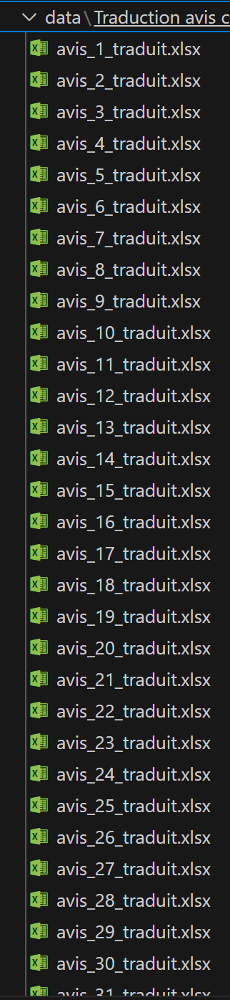 data\Traduction avis c
avis_1_traduit.xlsx
avis_2_traduit.xlsx
avis_3_traduit.xlsx
avis_4_traduit.xlsx
avis_5_traduit.xlsx
avis_6_traduit.xlsx
avis_7_traduit.xlsx
avis_8_traduit.xlsx
avis_9_traduit.xlsx
avis_10_traduit.xlsx
avis_11_traduit.xlsx
avis_12_traduit.xlsx
avis_13_traduit.xlsx
avis_14_traduit.xlsx
avis_15_traduit.xlsx
avis_16_traduit.xlsx
avis_17_traduit.xlsx
avis_18_traduit.xlsx
avis_19_traduit.xlsx
avis_20_traduit.xlsx
avis_21_traduit.xlsx
avis_22_traduit.xlsx
avis_23_traduit.xlsx
avis_24_traduit.xlsx
avis_25_traduit.xlsx
avis_26_traduit.xlsx
avis_27_traduit.xlsx
avis_28_traduit.xlsx
avis_29_traduit.xlsx
avis_30_traduit.xlsx
avis_31_traduit.xlsx